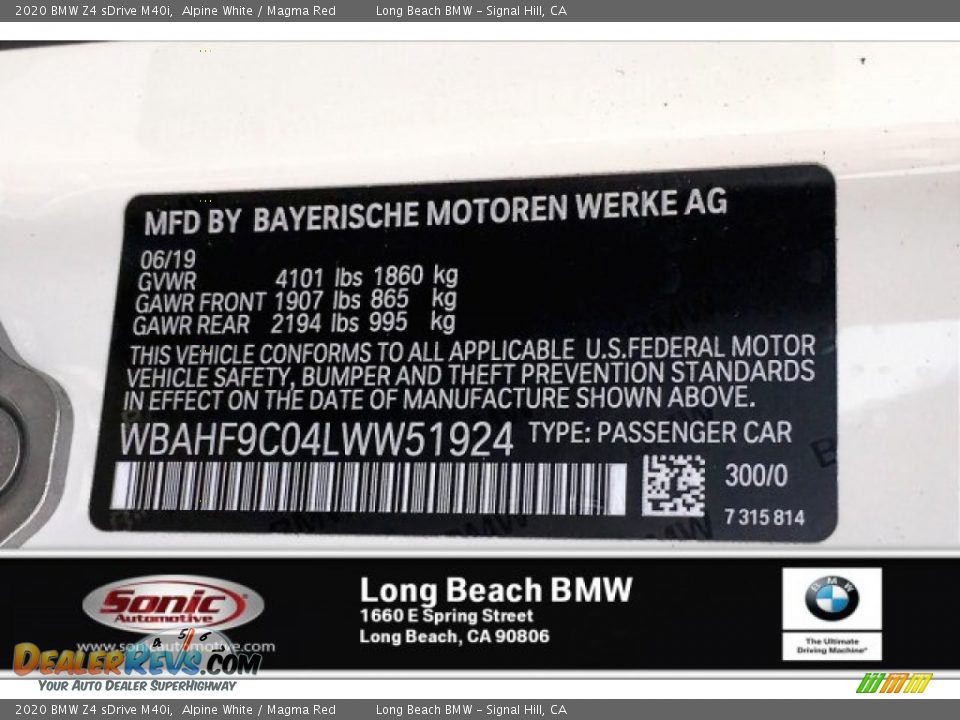 2020 BMW Z4 sDrive M40i, Alpine White / Magma Red Long Beach BMW - Signal Hill, CA
MFD BY BAYERISCHE MOTOREN WERKE AG
06/19
GVWR 4101 lbs 1860 kg
GAWR FRONT 1907 lbs 865 kg
GAWR REAR 2194 lbs 995 kg
THIS VEHICLE CONFORMS TO ALL APPLICABLE U.S.FEDERAL MOTOR
VEHICLE SAFETY, BUMPER AND THEFT PREVENTION STANDARDS
IN EFFECT ON THE DATE OF MANUFACTURE SHOWN ABOVE.
WBAHF9C04LWW51924 TYPE: PASSENGER CAR
300/0
7 315 814
Sonic
Automotive
www.sonicautomotive.com
Long Beach BMW
1660 E Spring Street
Long Beach, CA 90806
BMW
The Ultimate
Driving Machine®
4 5 6
DEALERREVS.COM
YOUR AUTO DEALER SUPERHIGHWAY
2020 BMW Z4 sDrive M40i, Alpine White / Magma Red Long Beach BMW - Signal Hill, CA